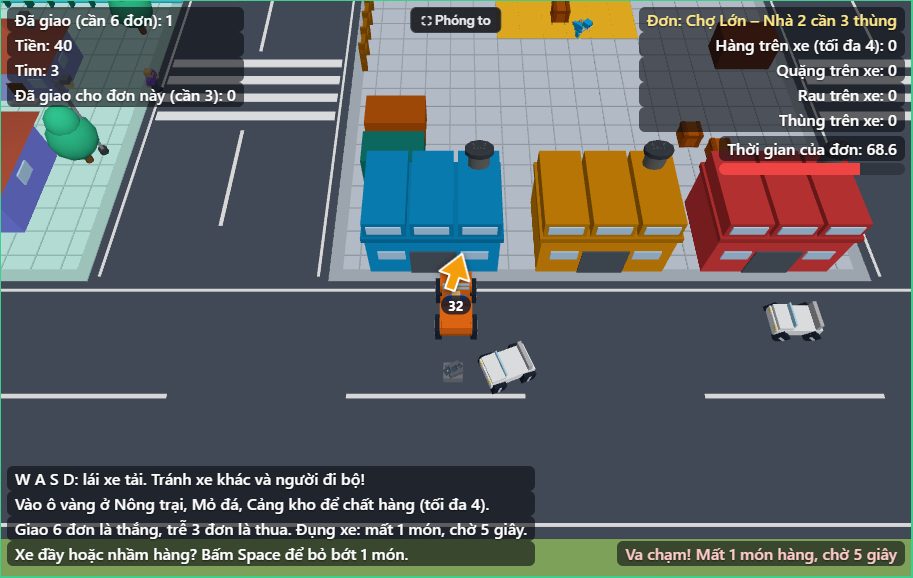 Đã giao (cần 6 đơn): 1
Tiền: 40
Tim: 3
Đã giao cho đơn này (cần 3): 0
Phóng to
Đơn: Chợ Lớn – Nhà 2 cần 3 thùng
Hàng trên xe (tối đa 4): 0
Quặng trên xe: 0
Rau trên xe: 0
Thùng trên xe: 0
Thời gian của đơn: 68.6
32
W A S D: lái xe tải. Tránh xe khác và người đi bộ!
Vào ô vàng ở Nông trại, Mỏ đá, Cảng kho để chất hàng (tối đa 4).
Giao 6 đơn là thắng, trễ 3 đơn là thua. Đụng xe: mất 1 món, chờ 5 giây.
Xe đầy hoặc nhầm hàng? Bấm Space để bỏ bớt 1 món.
Va chạm! Mất 1 món hàng, chờ 5 giây